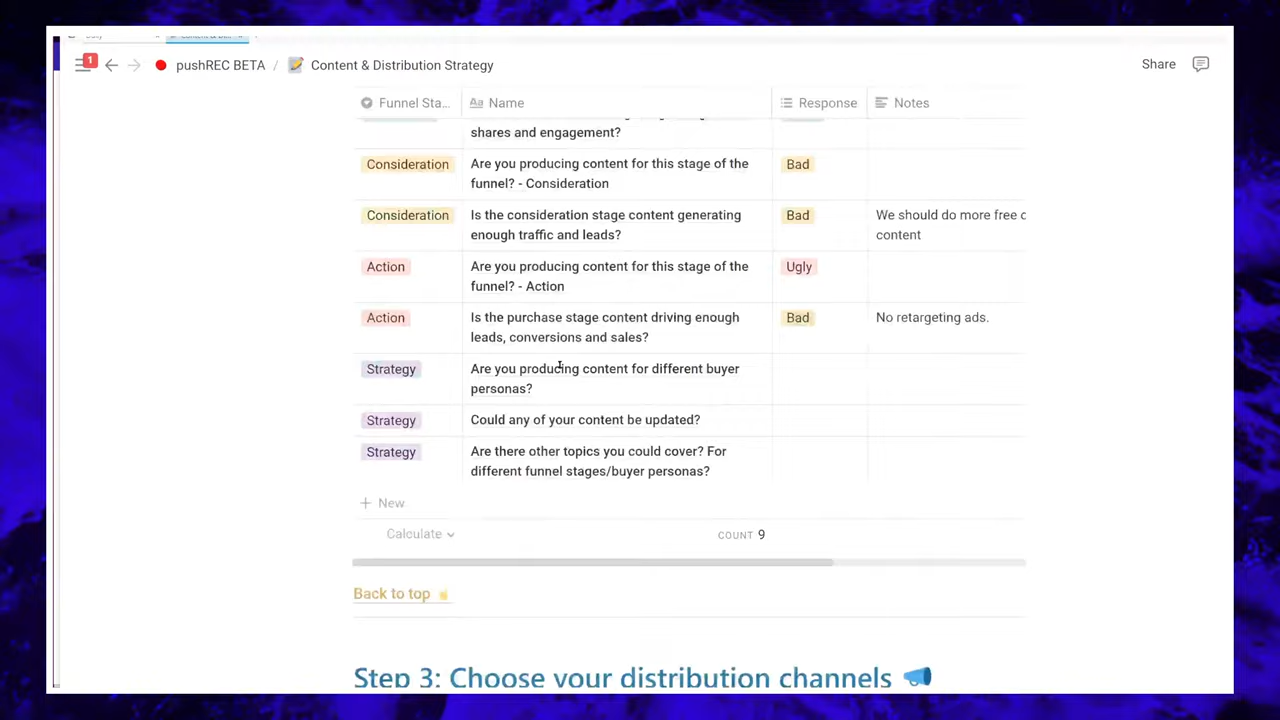 1
pushREC BETA / Content & Distribution Strategy
Share
Funnel Sta... Name Response Notes
shares and engagement?
Consideration Are you producing content for this stage of the Bad
funnel? - Consideration
Consideration Is the consideration stage content generating Bad We should do more free c
enough traffic and leads? content
Action Are you producing content for this stage of the Ugly
funnel? - Action
Action Is the purchase stage content driving enough Bad No retargeting ads.
leads, conversions and sales?
Strategy Are you producing content for different buyer
personas?
Strategy Could any of your content be updated?
Strategy Are there other topics you could cover? For
different funnel stages/buyer personas?
+ New
Calculate COUNT 9
Back to top
Step 3: Choose your distribution channels